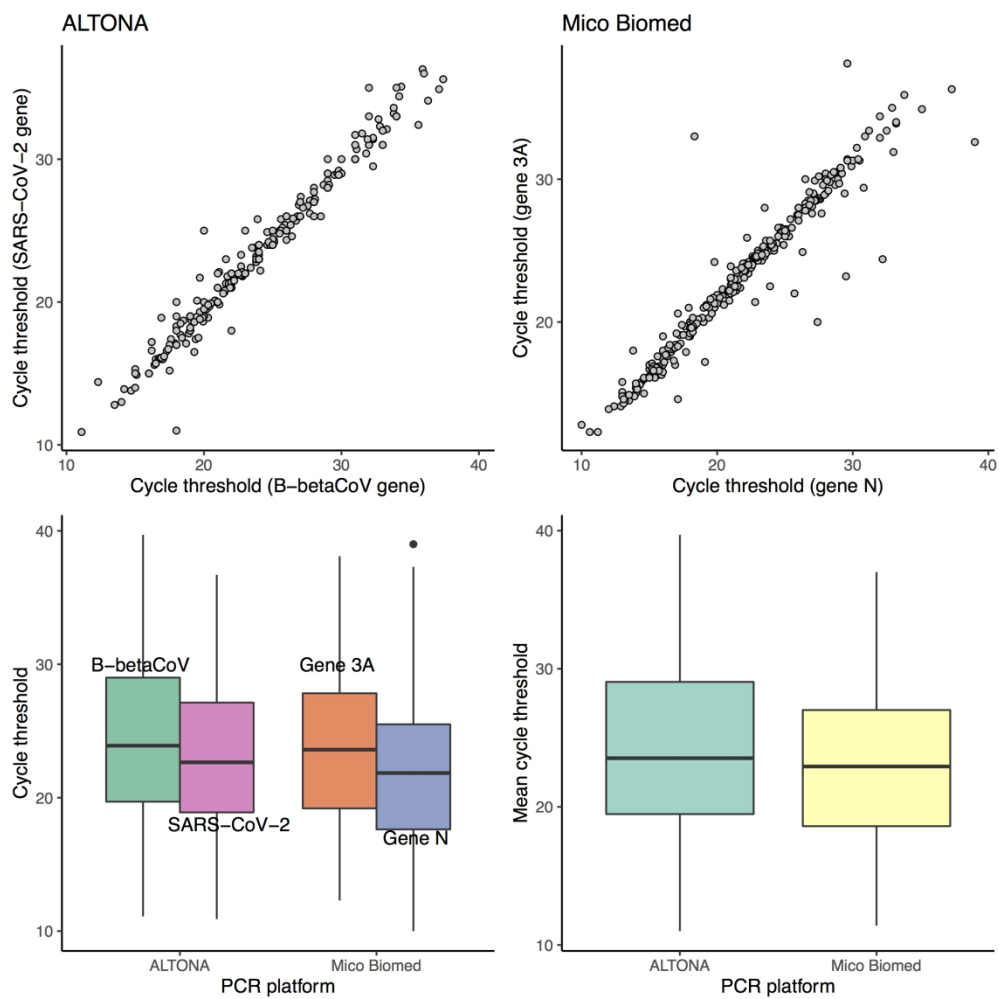 ALTONA
Cycle threshold (SARS−CoV−2 gene)
30
20
10
10 20 30 40
Cycle threshold (B−betaCoV gene)
Mico Biomed
Cycle threshold (gene 3A)
30
20
10 20 30 40
Cycle threshold (gene N)
Cycle threshold
40
30
20
10
B−betaCoV
SARS−CoV−2
Gene 3A
Gene N
ALTONA Mico Biomed
PCR platform
Mean cycle threshold
40
30
20
10
ALTONA Mico Biomed
PCR platform